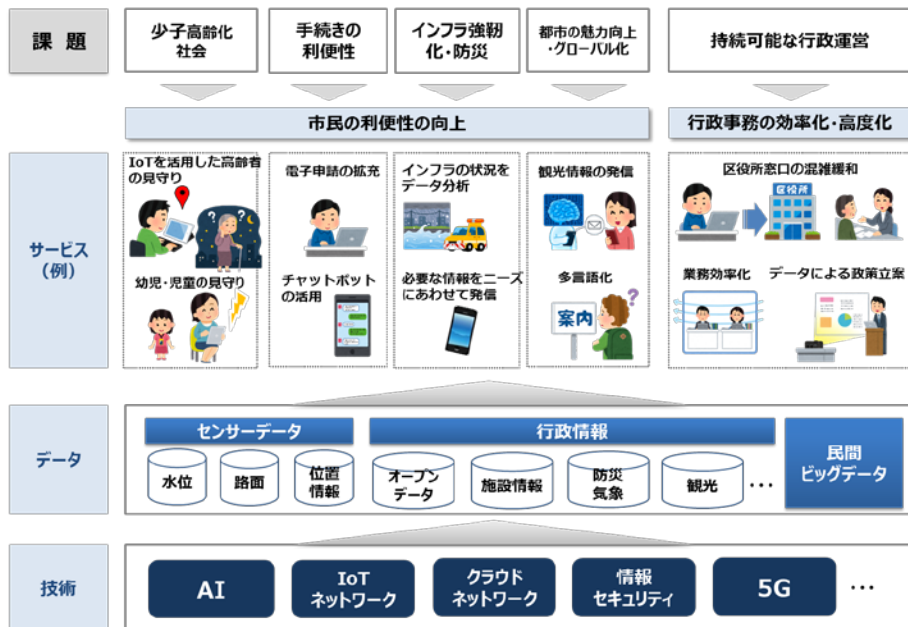 課 題
少子高齢化
社会
手続きの
利便性
インフラ強靭
化・防災
都市の魅力向上
・グローバル化
持続可能な行政運営
市民の利便性の向上
行政事務の効率化・高度化
サービス
(例)
IoTを活用した高齢者
の見守り
幼児・児童の見守り
電子申請の拡充
チャットボット
の活用
インフラの状況を
データ分析
必要な情報をニーズ
にあわせて発信
観光情報の発信
多言語化
案内
?
区役所窓口の混雑緩和
区役所
業務効率化
データによる政策立案
データ
センサーデータ
水位
路面
位置
情報
行政情報
オープン
データ
施設情報
防災
気象
観光
…
民間
ビッグデータ
技術
AI
IoT
ネットワーク
クラウド
ネットワーク
情報
セキュリティ
5G
…